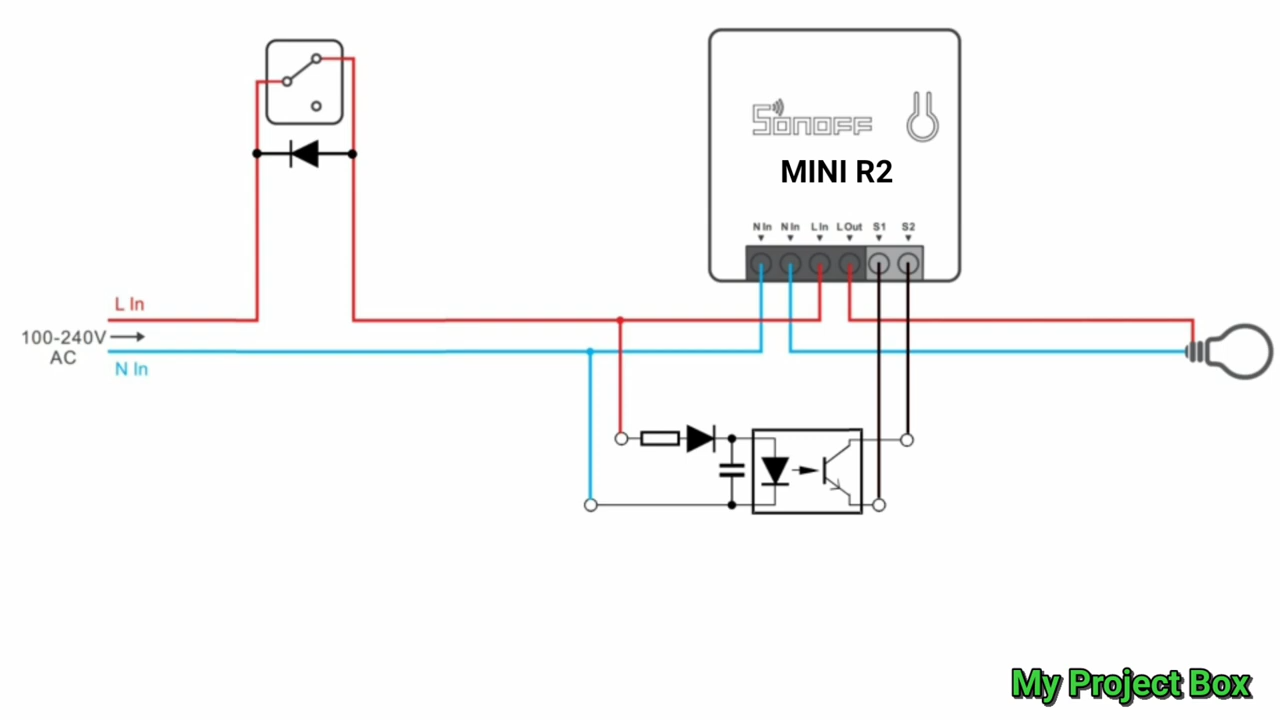 SONOFF
MINI R2
N In N In L In L Out S1 S2
L In
100-240V
AC
N In
My Project Box